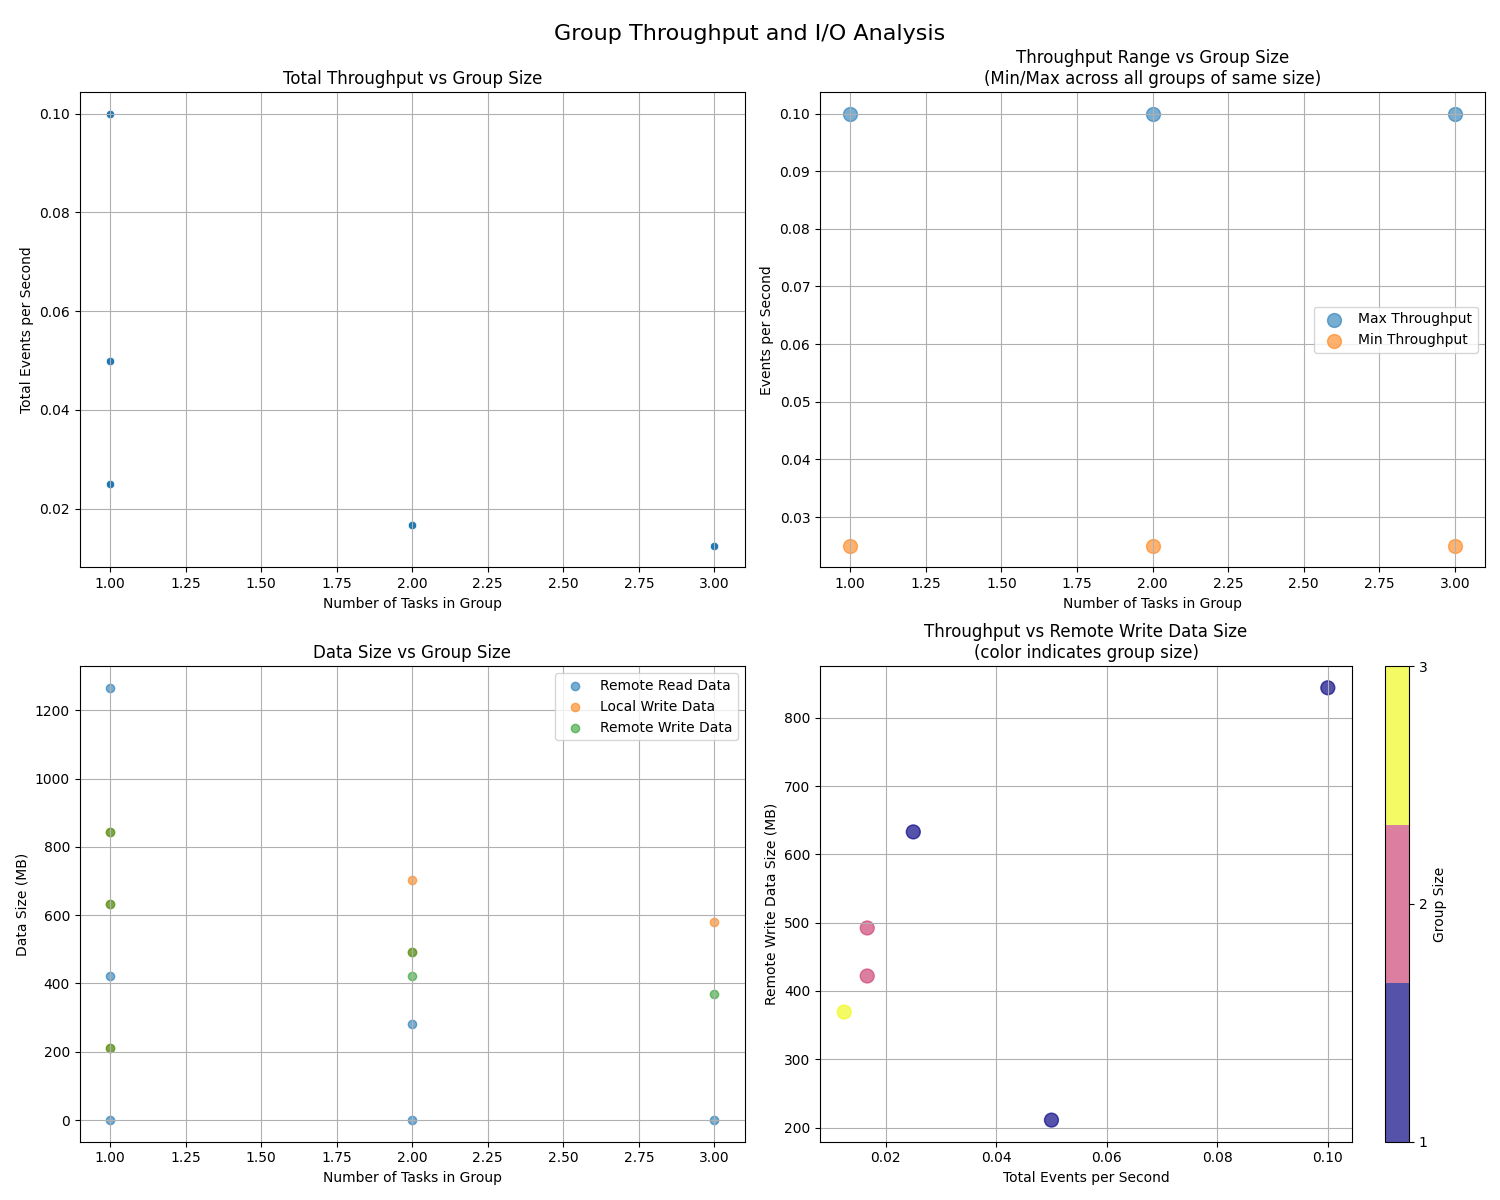 Group Throughput and I/O Analysis
Total Throughput vs Group Size
0.10
0.08
0.06
0.04
0.02
Total Events per Second
1.00 1.25 1.50 1.75 2.00 2.25 2.50 2.75 3.00
Number of Tasks in Group
Throughput Range vs Group Size
(Min/Max across all groups of same size)
0.10
0.09
0.08
0.07
0.06
0.05
0.04
0.03
Events per Second
Max Throughput
Min Throughput
1.00 1.25 1.50 1.75 2.00 2.25 2.50 2.75 3.00
Number of Tasks in Group
Data Size vs Group Size
1200
1000
800
600
400
200
0
Data Size (MB)
Remote Read Data
Local Write Data
Remote Write Data
1.00 1.25 1.50 1.75 2.00 2.25 2.50 2.75 3.00
Number of Tasks in Group
Throughput vs Remote Write Data Size
(color indicates group size)
800
700
600
500
400
300
200
Remote Write Data Size (MB)
0.02 0.04 0.06 0.08 0.10
Total Events per Second
3
2
1
Group Size